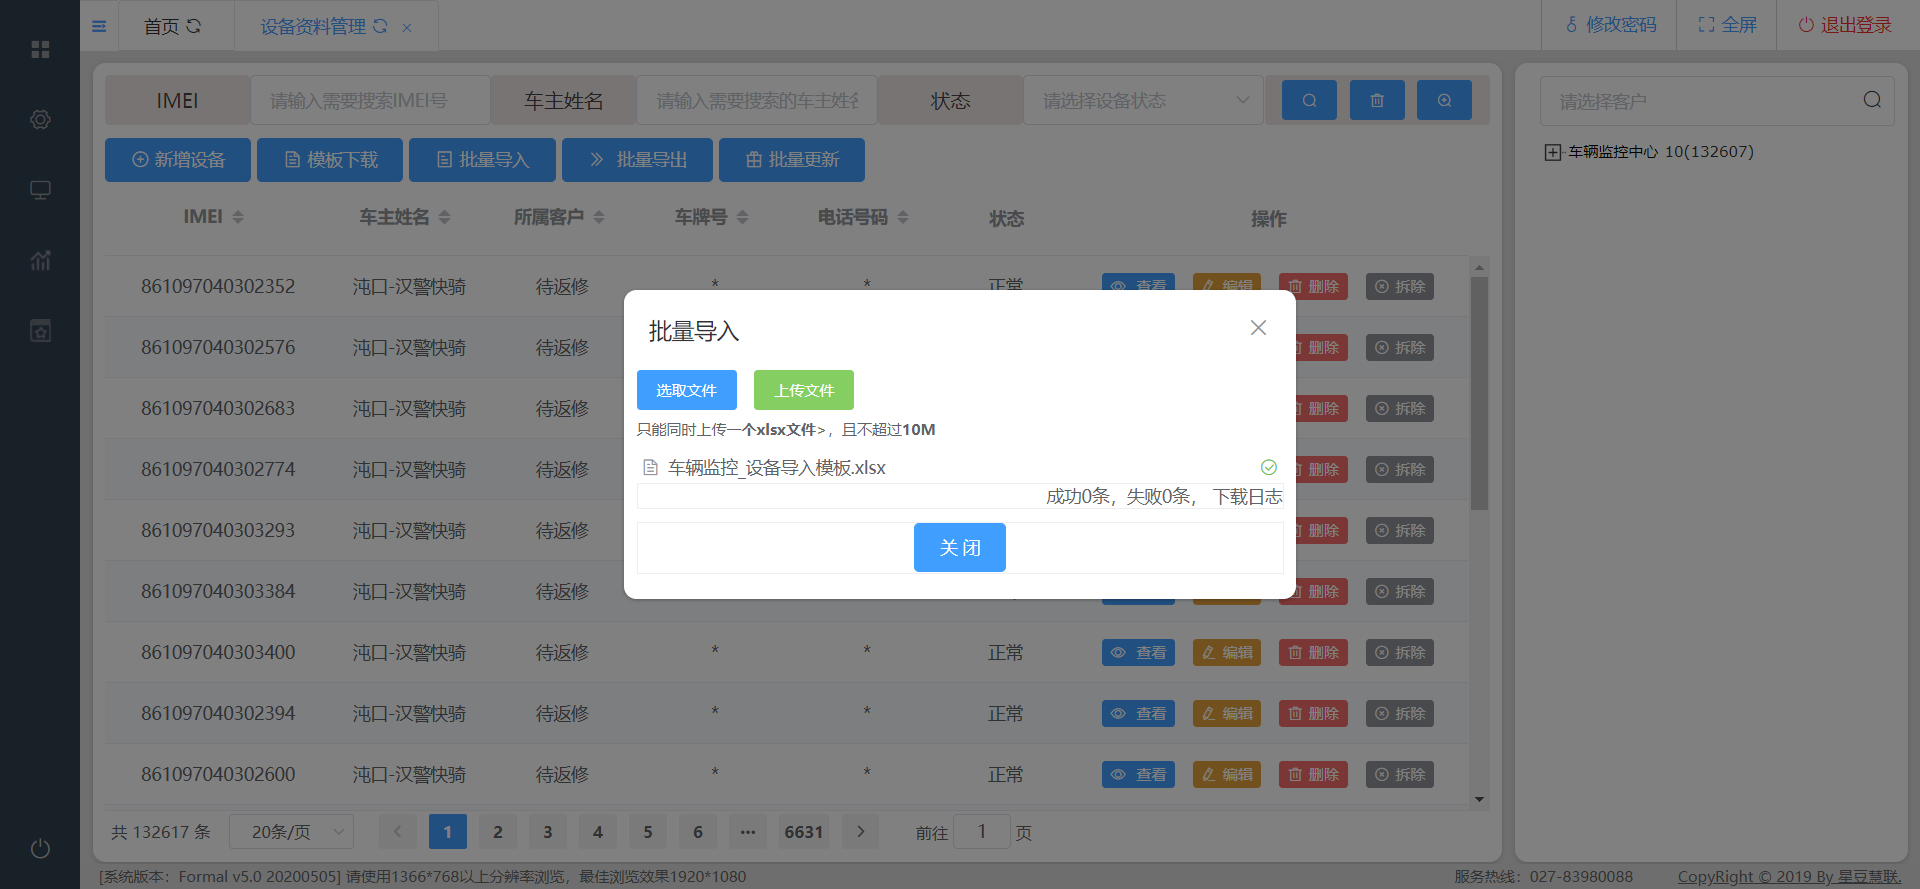 首页
设备资料管理
修改密码
全屏
退出登录
IMEI 请输入需要搜索IMEI号 车主姓名 请输入需要搜索的车主姓名 状态 请选择设备状态
请选择客户
新增设备 模板下载 批量导入 批量导出 批量更新
车辆监控中心 10(132607)
IMEI 车主姓名 所属客户 车牌号 电话号码 状态 操作
861097040302352 沌口-汉警快骑 待返修 * * 正常 查看 编辑 删除 拆除
861097040302576 沌口-汉警快骑 待返修 删除 拆除
861097040302683 沌口-汉警快骑 待返修 删除 拆除
861097040302774 沌口-汉警快骑 待返修 删除 拆除
861097040303293 沌口-汉警快骑 待返修 删除 拆除
861097040303384 沌口-汉警快骑 待返修 删除 拆除
861097040303400 沌口-汉警快骑 待返修 * * 正常 查看 编辑 删除 拆除
861097040302394 沌口-汉警快骑 待返修 * * 正常 查看 编辑 删除 拆除
861097040302600 沌口-汉警快骑 待返修 * * 正常 查看 编辑 删除 拆除
批量导入
选取文件 上传文件
只能同时上传一个xlsx文件>，且不超过10M
车辆监控_设备导入模板.xlsx
成功0条，失败0条， 下载日志
关 闭
共 132617 条 20条/页 1 2 3 4 5 6 ... 6631 前往 1 页
[系统版本：Formal v5.0 20200505] 请使用1366*768以上分辨率浏览，最佳浏览效果1920*1080 服务热线：027-83980088 CopyRight © 2019 By 星豆慧联.